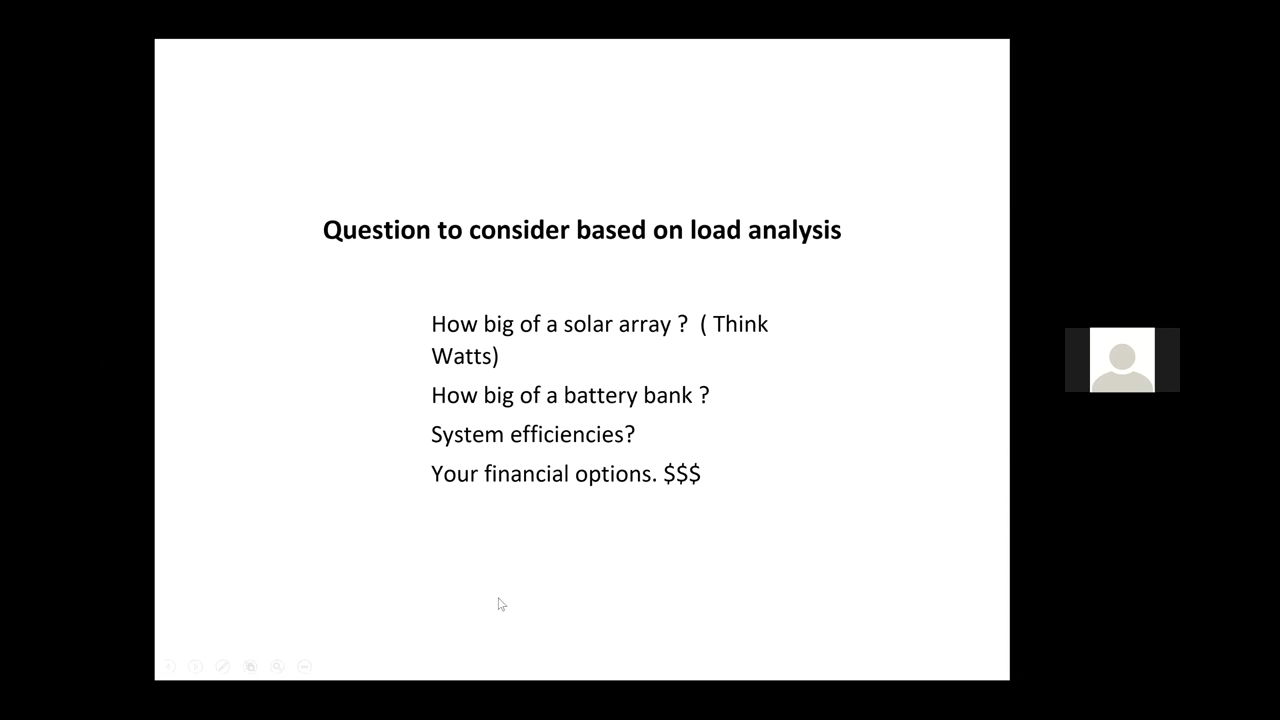 Question to consider based on load analysis
How big of a solar array ?  ( Think
Watts)
How big of a battery bank ?
System efficiencies?
Your financial options. $$$